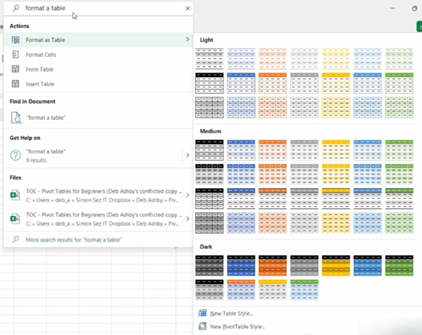 format a table
Actions
Format as Table
Format Cells
From Table
Insert Table
Find in Document
"format a table"
Get Help on
"format a table"
9 results
Files
TOC - Pivot Tables for Beginners (Deb Ashby's conflicted copy ...
C: » Users » deb_a » Simon Sez IT Dropbox » Deb Ashby » Piv...
TOC - Pivot Tables for Beginners (Deb Ashby's conflicted copy ...
C: » Users » deb_a » Simon Sez IT Dropbox » Deb Ashby » Piv...
More search results for "format a table"
Light
Medium
Dark
New Table Style...
New PivotTable Style...